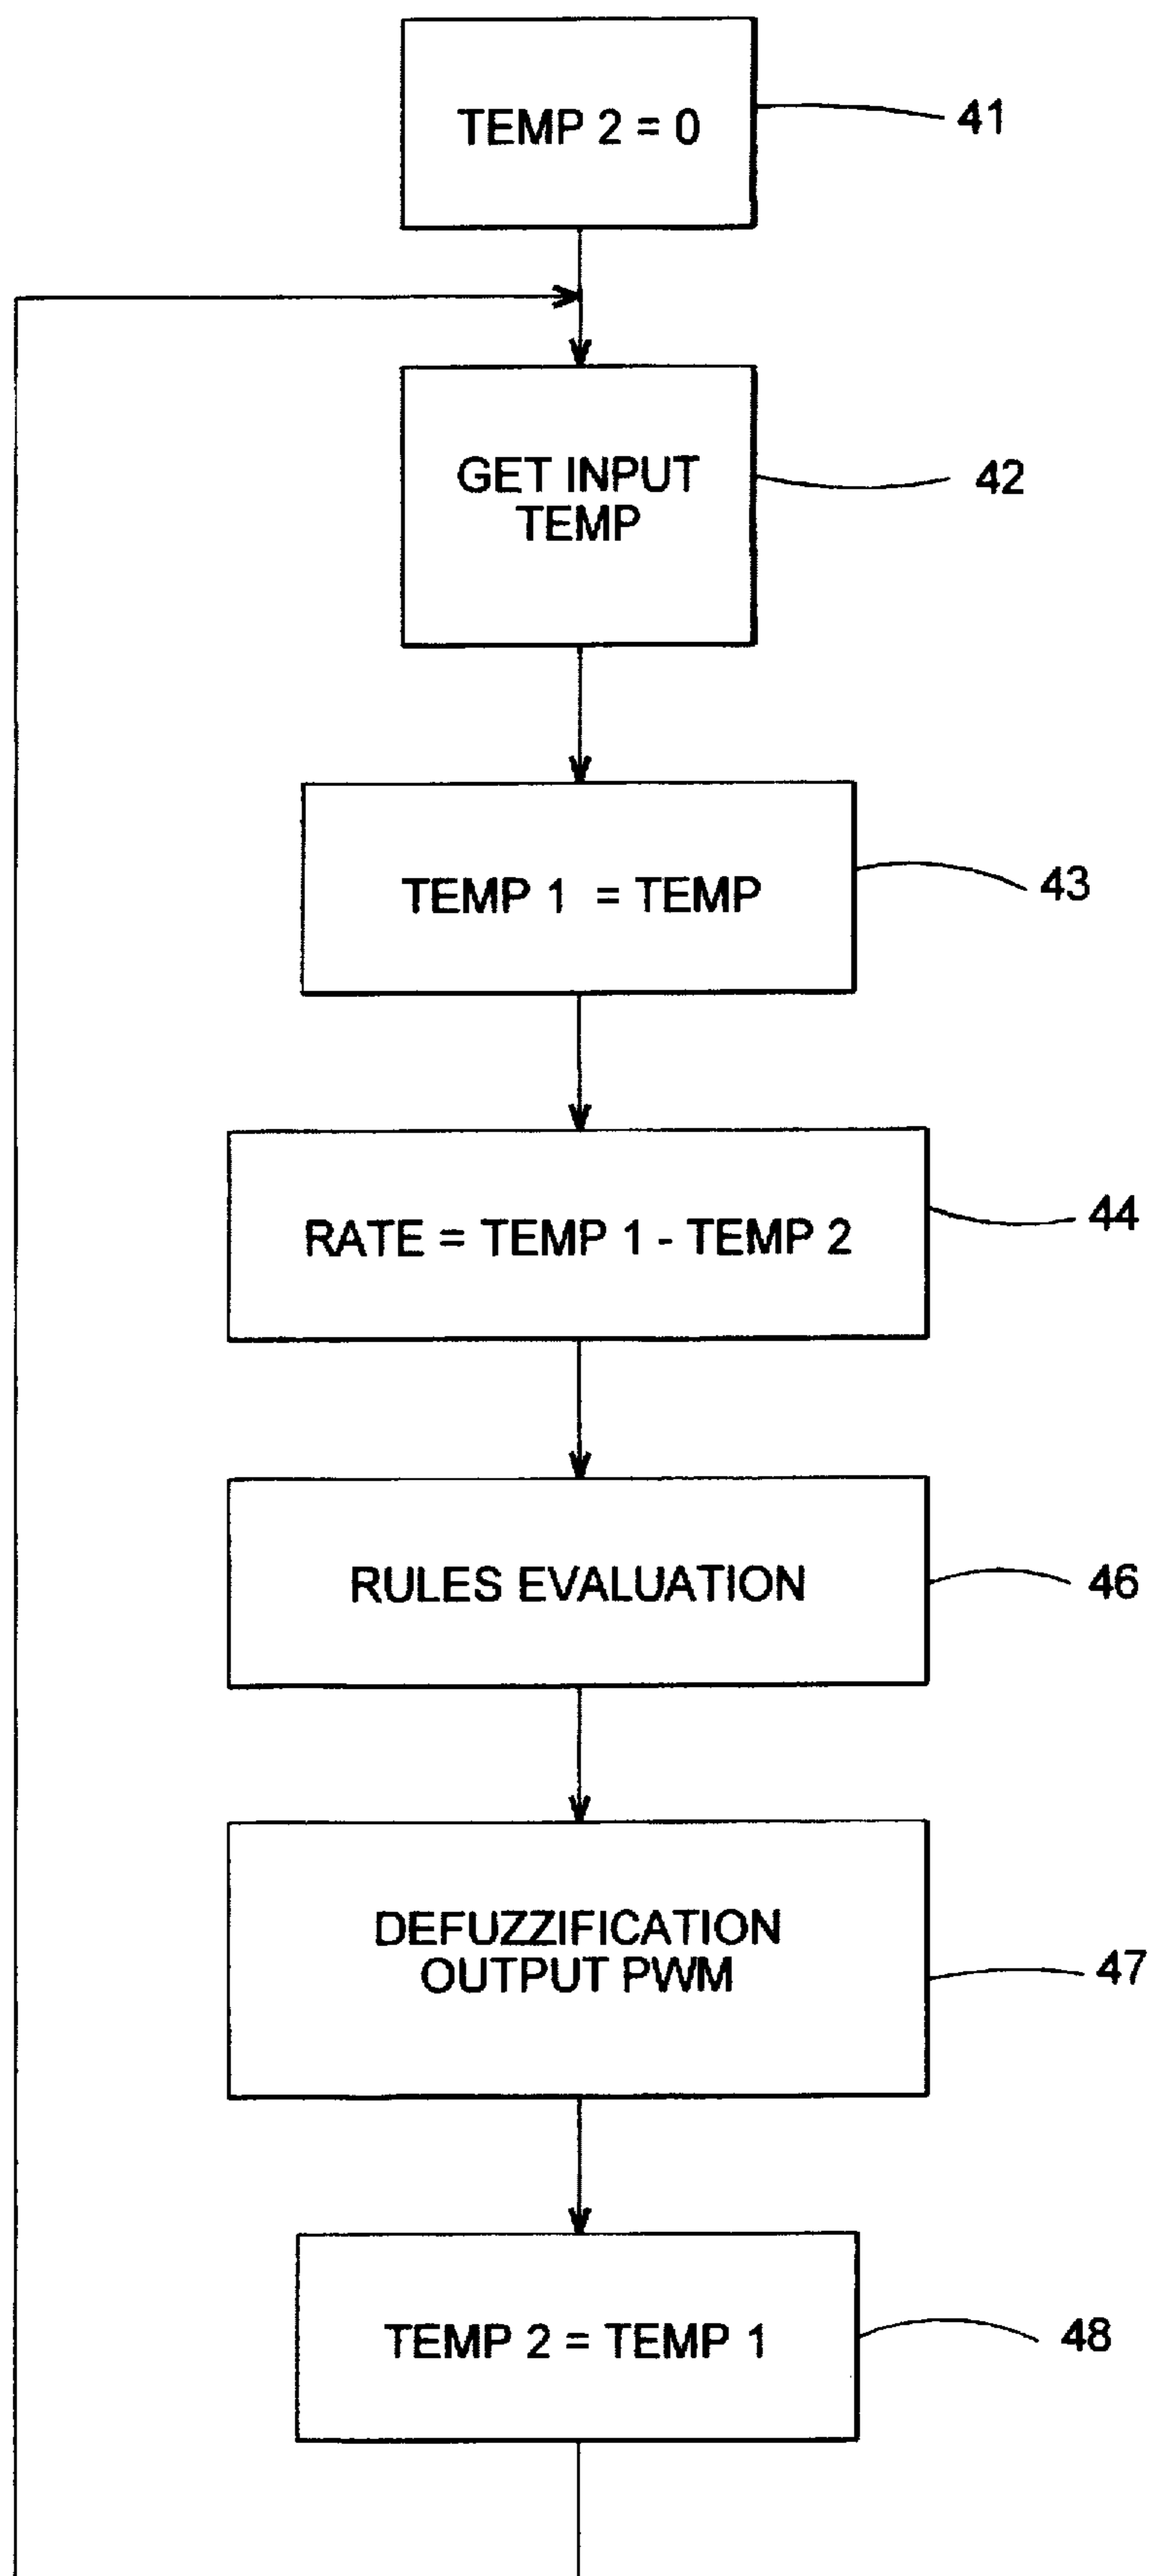 TEMP 2 = 0
41
GET INPUT
TEMP
42
TEMP 1 = TEMP
43
RATE = TEMP 1 - TEMP 2
44
RULES EVALUATION
46
DEFUZZIFICATION
OUTPUT PWM
47
TEMP 2 = TEMP 1
48